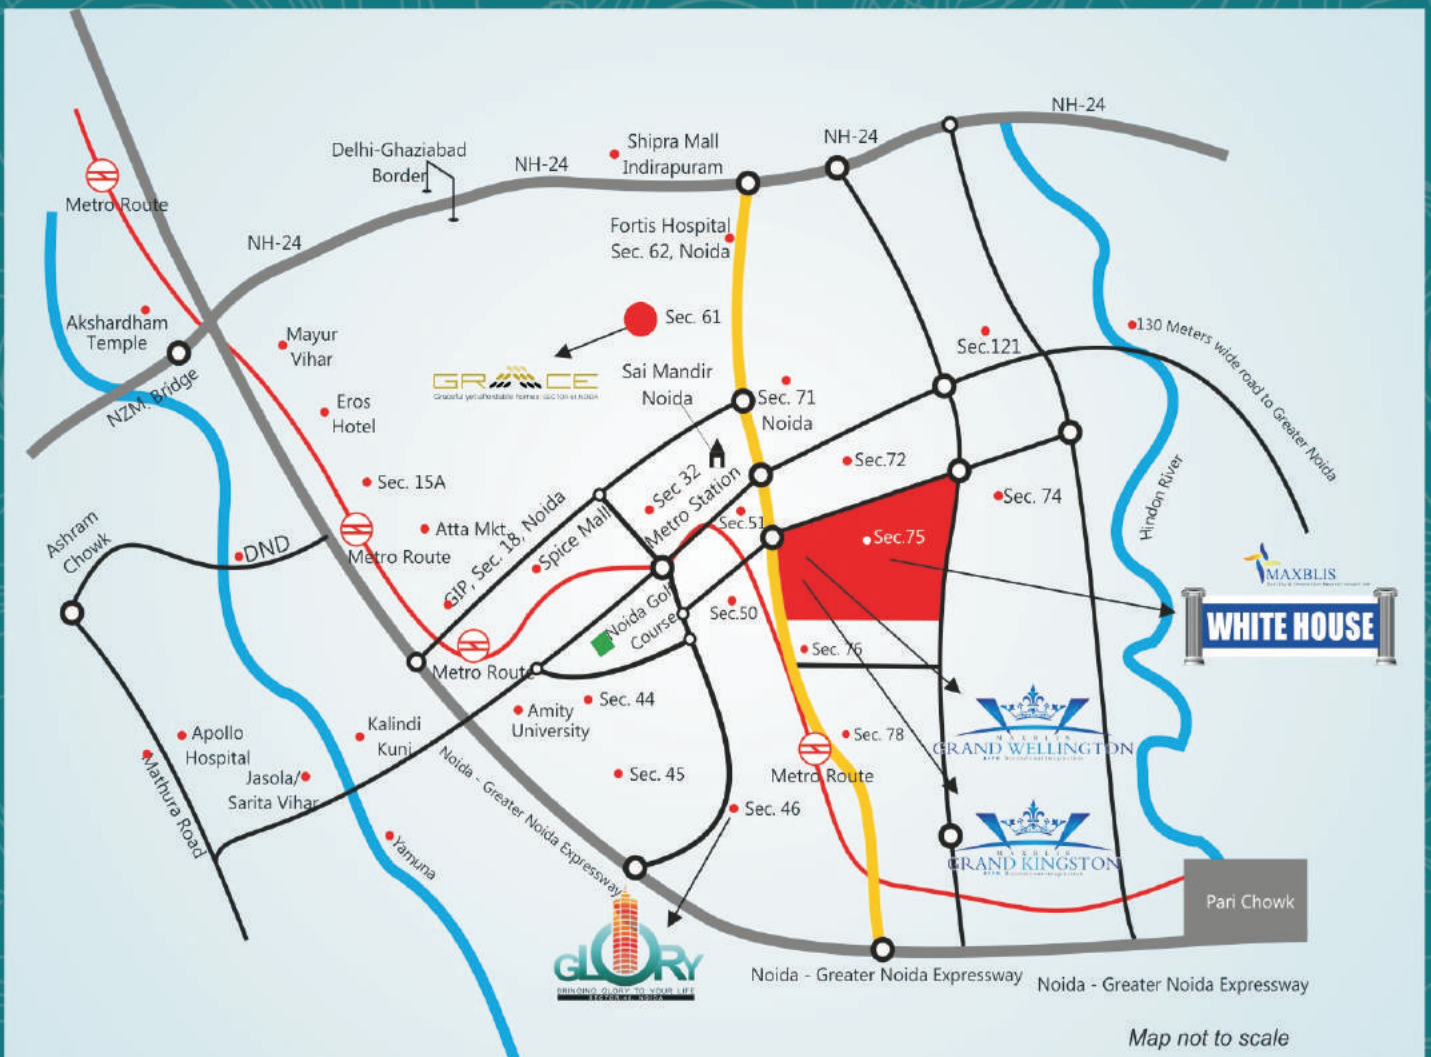 NH-24
NH-24
Shipra Mall
Indirapuram
Delhi-Ghaziabad
Border
NH-24
Metro Route
NH-24
Fortis Hospital
Sec. 62, Noida
Sec. 61
Akshardham
Temple
Mayur
Vihar
130 Meters wide road to Greater Noida
Sec.121
GRACE
Sai Mandir
Noida
NZM. Bridge
Eros
Hotel
Sec. 71
Noida
Sec.72
Sec. 15A
Sec 32
Metro Station
Sec. 74
Hindon River
GIP, Sec. 18, Noida
Spice Mall
Sec.51
Ashram
Chowk
Atta Mkt.
DND
Metro Route
Sec.75
MAXBLIS
WHITE HOUSE
Noida Golf
Course
Sec.50
Sec. 76
Metro Route
Sec. 44
Amity
University
Kalindi
Kunj
Apollo
Hospital
Sec. 78
MAXBLIS
GRAND WELLINGTON
Mathura Road
Jasola/
Sarita Vihar
Noida - Greater Noida Expressway
Sec. 45
Metro Route
Sec. 46
Yamuna
MAXBLIS
GRAND KINGSTON
Pari Chowk
GLORY
BRINGING GLORY TO YOUR LIFE
SECTOR-46, NOIDA
Noida - Greater Noida Expressway
Noida - Greater Noida Expressway
Map not to scale